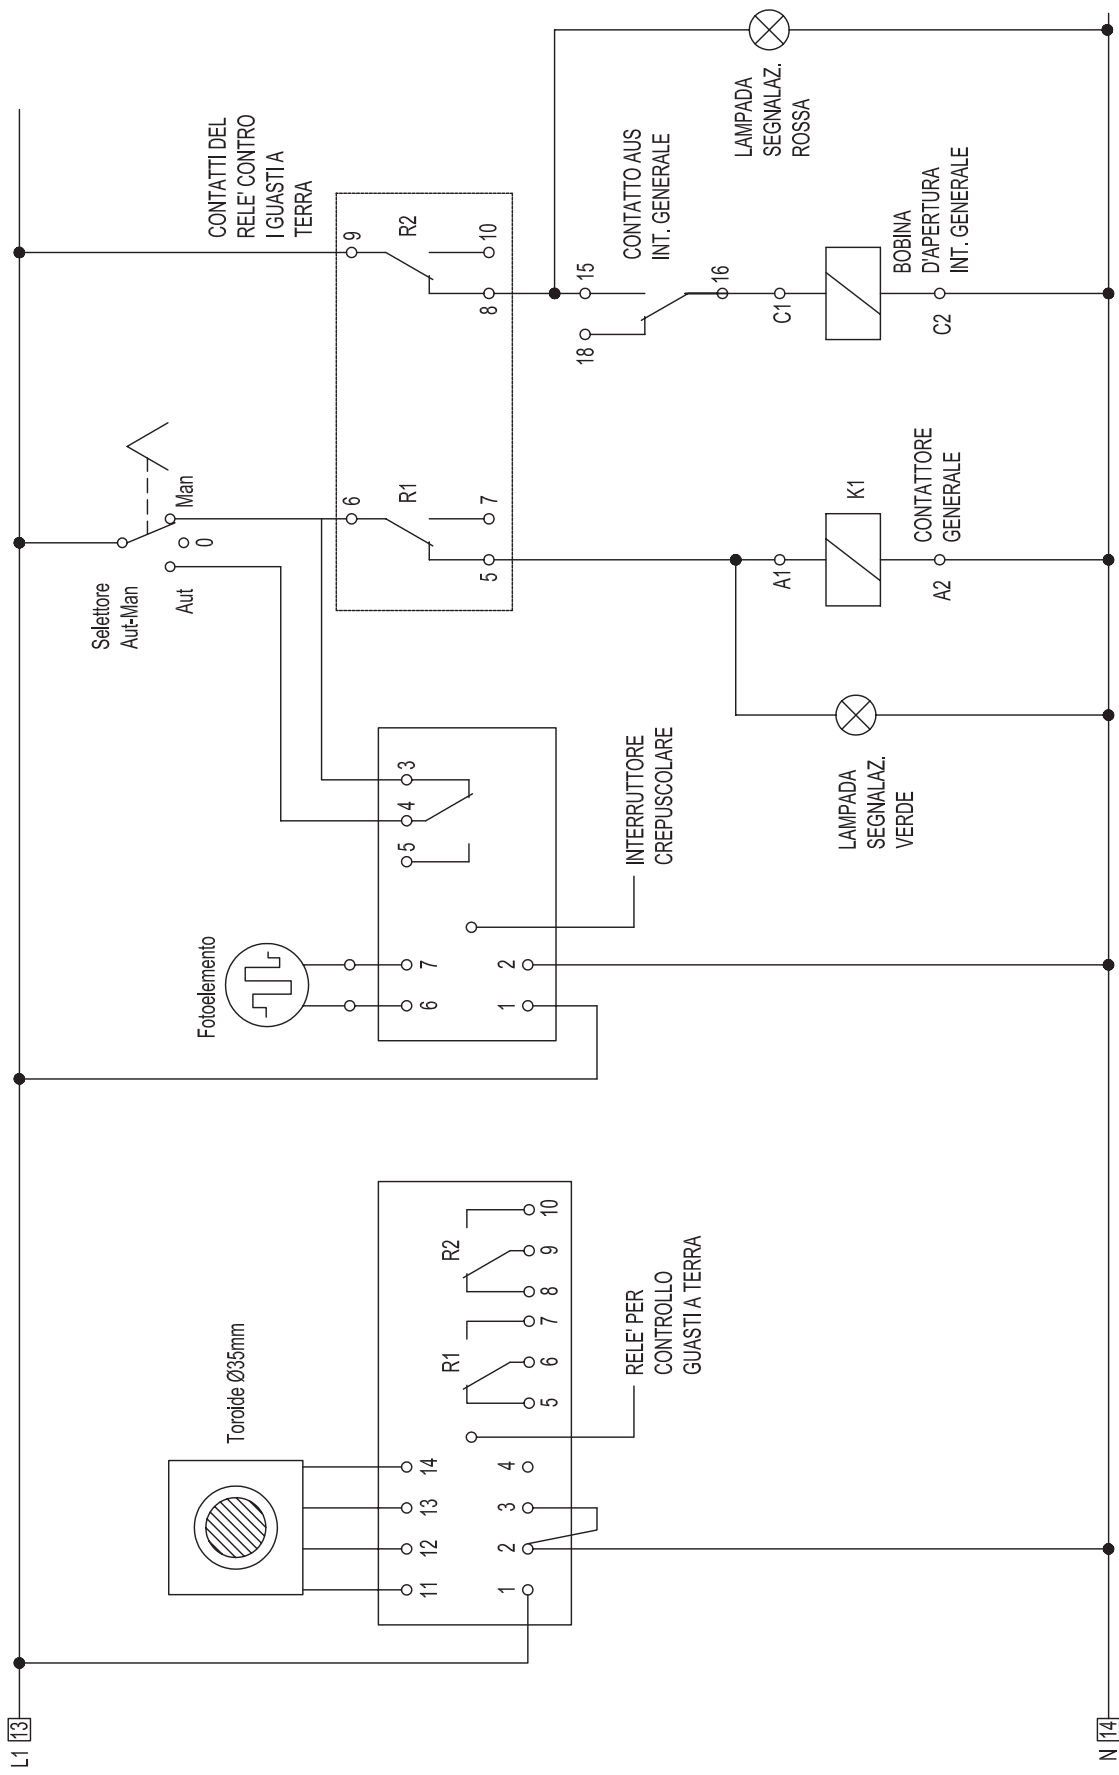 L1 13
N 14
Toroide Ø35mm
11 12 13 14
1 2 3 4
R1
R2
5 6 7 8 9 10
RELE' PER
CONTROLLO
GUASTI A TERRA
Fotoelemento
6 7 5 4 3
1 2
INTERRUTTORE
CREPUSCOLARE
Selettore
Aut-Man
Aut
0
Man
CONTATTI DEL
RELE' CONTRO
I GUASTI A
TERRA
6
9
R1
R2
5 7
8 10
18 15
16
CONTATTO AUS
INT. GENERALE
LAMPADA
SEGNALAZ.
ROSSA
LAMPADA
SEGNALAZ.
VERDE
A1
K1
A2
CONTATTORE
GENERALE
C1
C2
BOBINA
D'APERTURA
INT. GENERALE